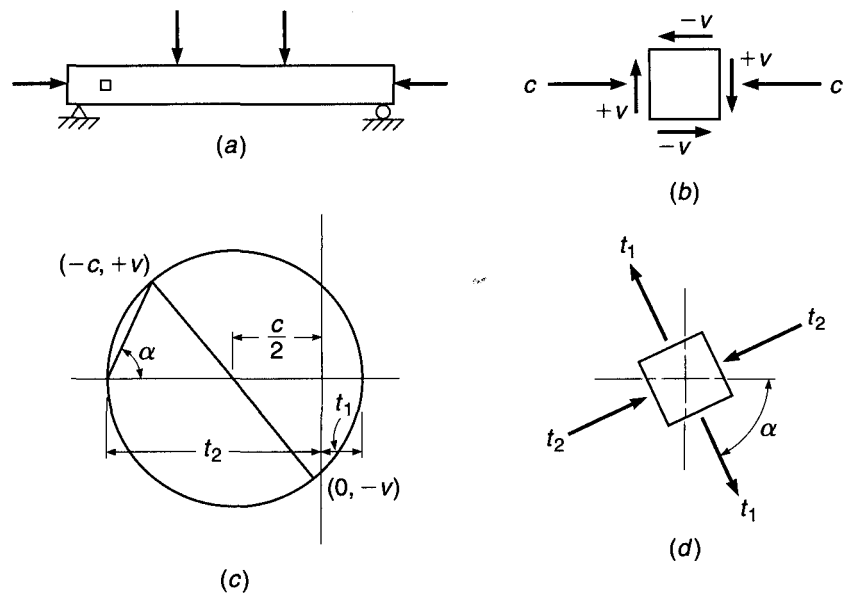 (a)
−v
+v
c
c
+v
−v
(b)
(−c, +v)
c
2
α
t1
t2
(0, −v)
(c)
t1
t2
t2
α
t1
(d)